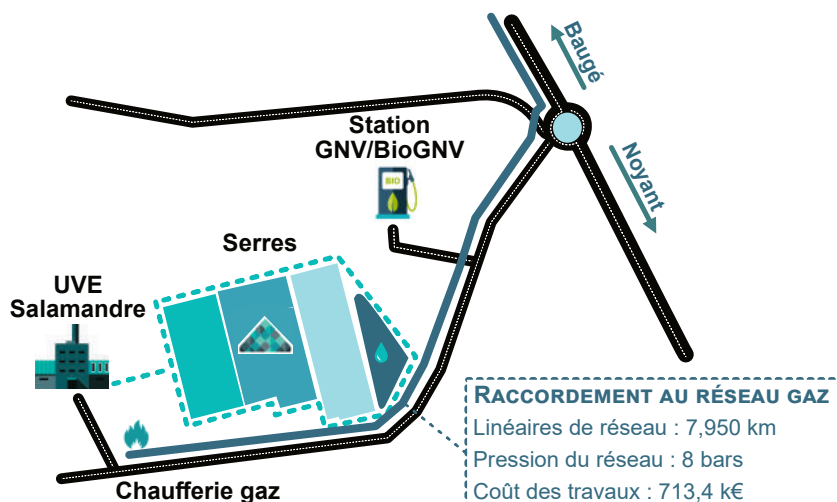 Baugé
Noyant
Station
GNV/BioGNV
BIO
Serres
UVE
Salamandre
RACCORDEMENT AU RÉSEAU GAZ
Linéaires de réseau : 7,950 km
Pression du réseau : 8 bars
Coût des travaux : 713,4 k€
Chaufferie gaz